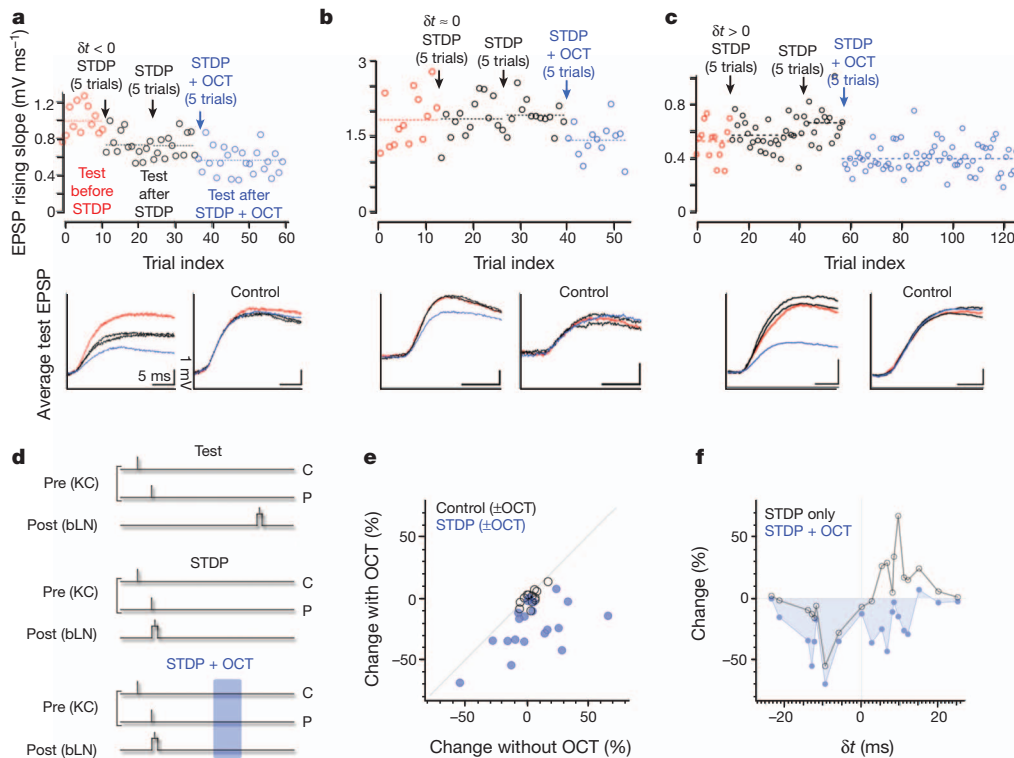 a
δt < 0
STDP
(5 trials)
STDP
(5 trials)
STDP
+ OCT
(5 trials)
EPSP rising slope (mV ms⁻¹)
1.2
0.8
0.4
0
Test
before
STDP
Test
after
STDP
Test after
STDP + OCT
0 10 20 30 40 50 60
Trial index
b
δt ≈ 0
STDP
(5 trials)
STDP
(5 trials)
STDP
+ OCT
(5 trials)
3
1.5
0
0 10 20 30 40 50
Trial index
c
δt > 0
STDP
(5 trials)
STDP
(5 trials)
STDP
+ OCT
(5 trials)
0.8
0.4
0
0 20 40 60 80 100 120
Trial index
Average test EPSP
5 ms
1 mV
Control
Control
Control
d
Test
Pre (KC)
C
P
Post (bLN)
STDP
Pre (KC)
C
P
Post (bLN)
STDP + OCT
Pre (KC)
C
P
Post (bLN)
e
Control (±OCT)
STDP (±OCT)
Change with OCT (%)
50
0
−50
−50 0 50
Change without OCT (%)
f
STDP only
STDP + OCT
Change (%)
50
0
−50
−20 0 20
δt (ms)